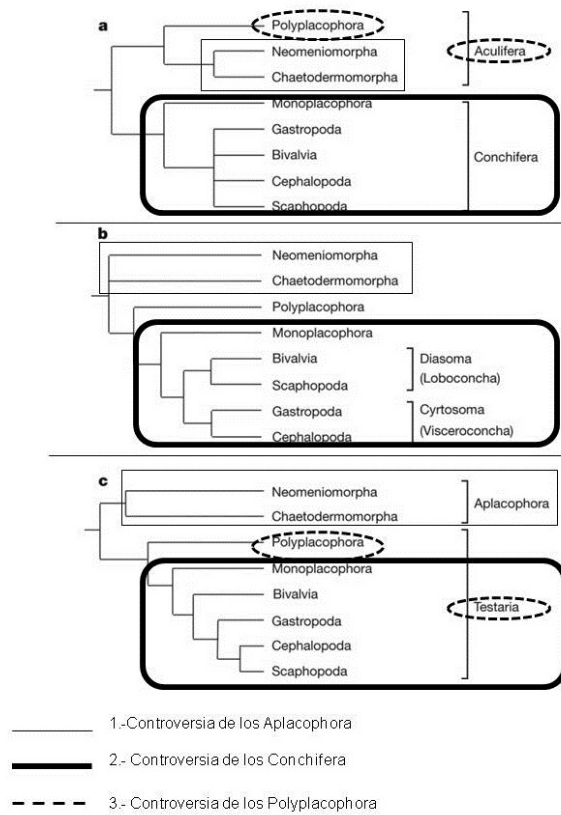 a
Polyplacophora
Neomeniomorpha
Chaetodermomorpha
Aculifera
Monoplacophora
Gastropoda
Bivalvia
Cephalopoda
Scaphopoda
Conchifera
b
Neomeniomorpha
Chaetodermomorpha
Polyplacophora
Monoplacophora
Bivalvia
Scaphopoda
Diasoma
(Loboconcha)
Gastropoda
Cephalopoda
Cyrtosoma
(Visceroconcha)
c
Neomeniomorpha
Chaetodermomorpha
Aplacophora
Polyplacophora
Monoplacophora
Bivalvia
Gastropoda
Cephalopoda
Scaphopoda
Testaria
1.-Controversia de los Aplacophora
2.- Controversia de los Conchifera
3.- Controversia de los Polyplacophora